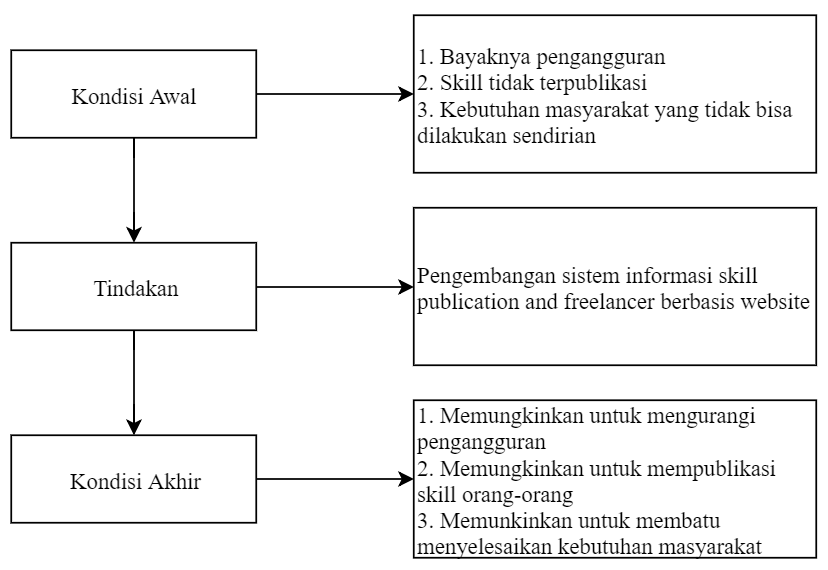 Kondisi Awal
1. Bayaknya pengangguran
2. Skill tidak terpublikasi
3. Kebutuhan masyarakat yang tidak bisa
dilakukan sendirian
Tindakan
Pengembangan sistem informasi skill
publication and freelancer berbasis website
Kondisi Akhir
1. Memungkinkan untuk mengurangi
pengangguran
2. Memungkinkan untuk mempublikasi
skill orang-orang
3. Memunkinkan untuk membatu
menyelesaikan kebutuhan masyarakat